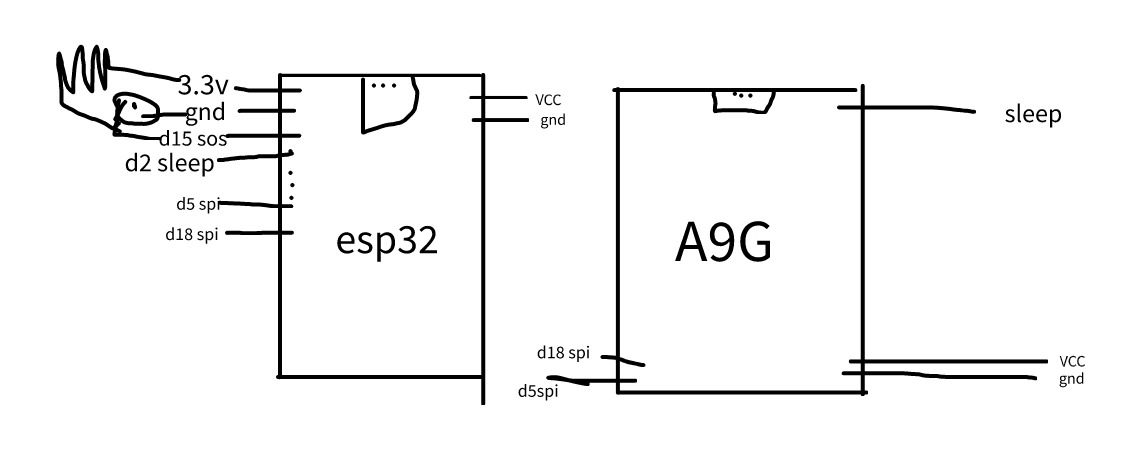 3.3v
gnd
d15 sos
d2 sleep
d5 spi
d18 spi
esp32
VCC
gnd
A9G
sleep
d18 spi
d5spi
VCC
gnd